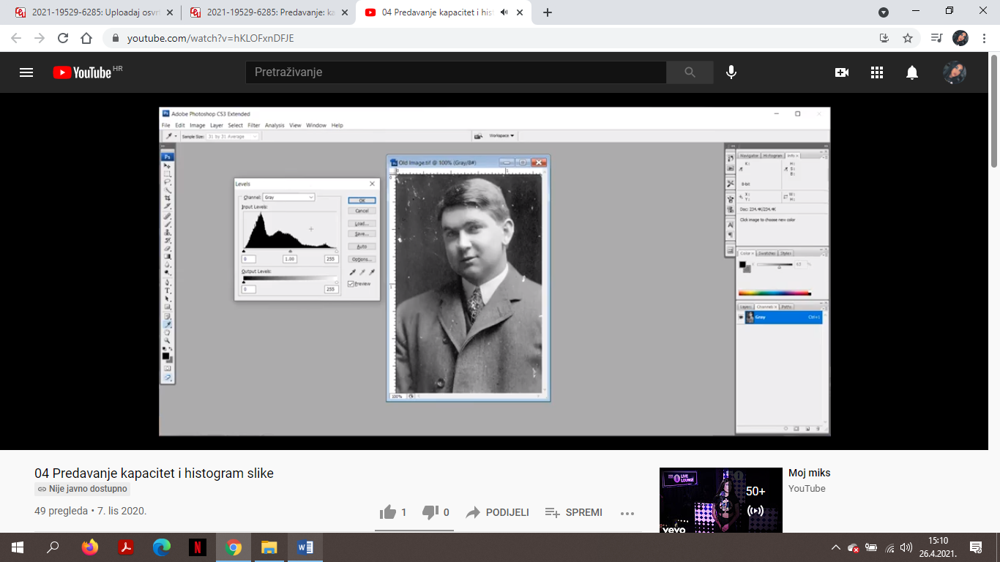 2021-19529-6285: Uploadaj osvrt
2021-19529-6285: Predavanje: ka
04 Predavanje kapacitet i hist
youtube.com/watch?v=hKLOFxnDFJE
YouTube HR
Pretraživanje
Adobe Photoshop CS3 Extended
File Edit Image Layer Select Filter Analysis View Window Help
Sample Size: 31 by 31 Average
Workspace
Ps
Old Image.tif @ 100% (Gray/8#)
100%
Levels
Channel: Gray
Input Levels:
0 1.00 255
Output Levels:
0 255
OK
Cancel
Load...
Save...
Auto
Options...
Preview
Navigator Histogram Info
K: H:
S:
B:
8-bit
X: W:
Y: H:
Doc: 234.4K/234.4K
Click image to choose new color
Color Swatches Styles
K
Layers Channels Paths
Gray Ctrl+1
04 Predavanje kapacitet i histogram slike
Nije javno dostupno
49 pregleda • 7. lis 2020.
1 0 PODIJELI SPREMI
LIVE LOUNGE
50+
vevo
Moj miks
YouTube
15:10
26.4.2021.